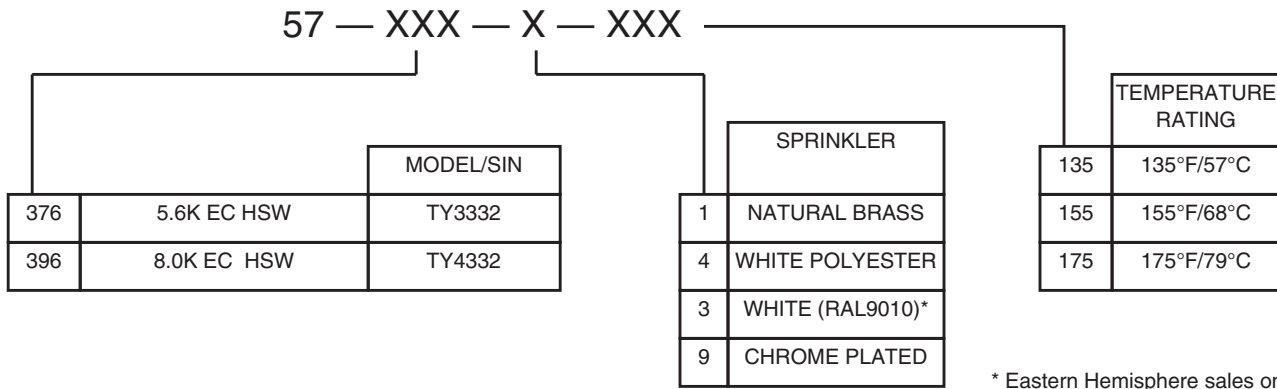 57 — XXX — X — XXX
MODEL/SIN
376 5.6K EC HSW TY3332
396 8.0K EC HSW TY4332
SPRINKLER
1 NATURAL BRASS
4 WHITE POLYESTER
3 WHITE (RAL9010)*
9 CHROME PLATED
TEMPERATURE
RATING
135 135°F/57°C
155 155°F/68°C
175 175°F/79°C
* Eastern Hemisphere sales